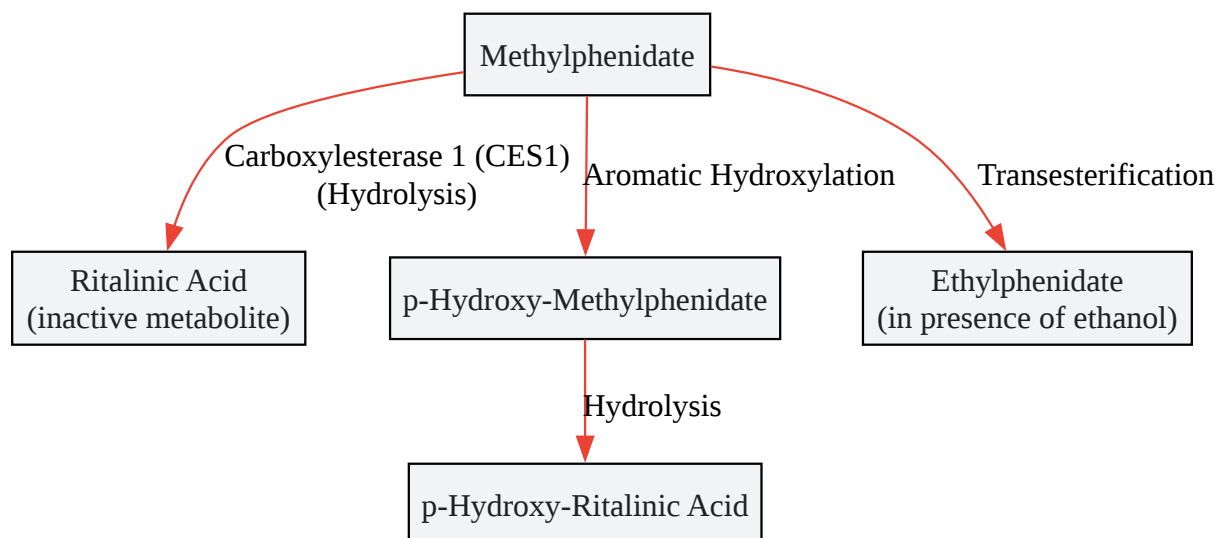 Methylphenidate
Carboxylesterase 1 (CES1)
(Hydrolysis)
Aromatic Hydroxylation
Transesterification
Ritalinic Acid
(inactive metabolite)
p-Hydroxy-Methylphenidate
Ethylphenidate
(in presence of ethanol)
Hydrolysis
p-Hydroxy-Ritalinic Acid